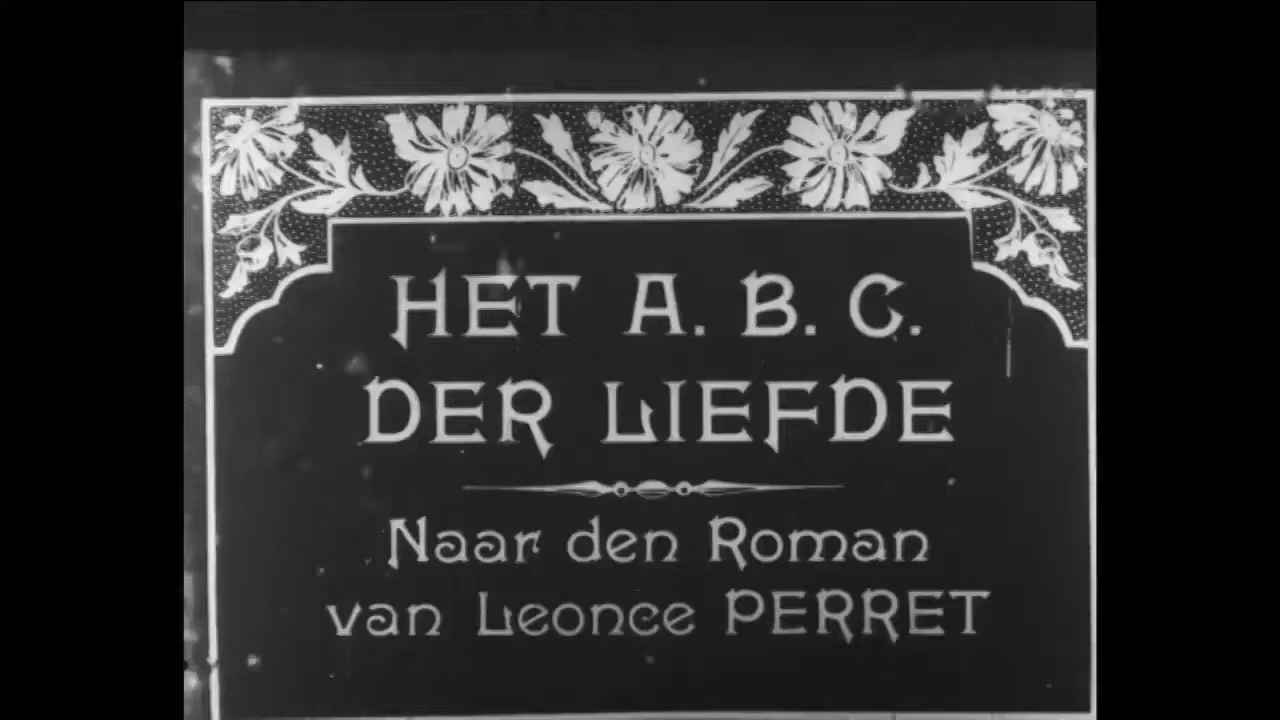 HET A. B. C.
DER LIEFDE
Naar den Roman
van Leonce PERRET